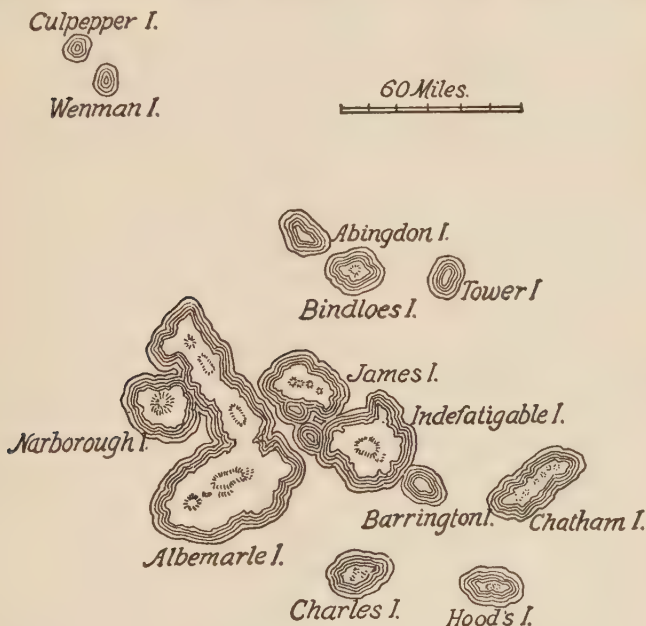 Culpepper I.
Wenman I.
60 Miles.
Abingdon I.
Bindloes I.
Tower I
James I.
Indefatigable I.
Narborough I.
Albemarle I.
Barrington I.
Chatham I.
Charles I.
Hood's I.